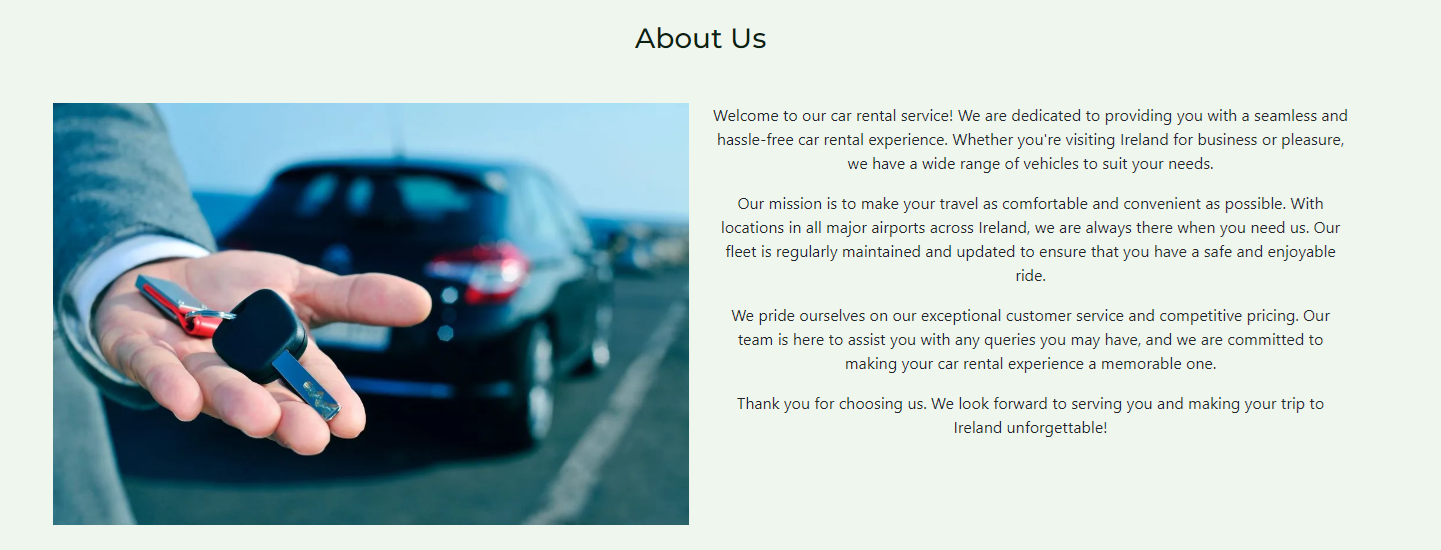 About Us
Welcome to our car rental service! We are dedicated to providing you with a seamless and
hassle-free car rental experience. Whether you're visiting Ireland for business or pleasure,
we have a wide range of vehicles to suit your needs.
Our mission is to make your travel as comfortable and convenient as possible. With
locations in all major airports across Ireland, we are always there when you need us. Our
fleet is regularly maintained and updated to ensure that you have a safe and enjoyable
ride.
We pride ourselves on our exceptional customer service and competitive pricing. Our
team is here to assist you with any queries you may have, and we are committed to
making your car rental experience a memorable one.
Thank you for choosing us. We look forward to serving you and making your trip to
Ireland unforgettable!